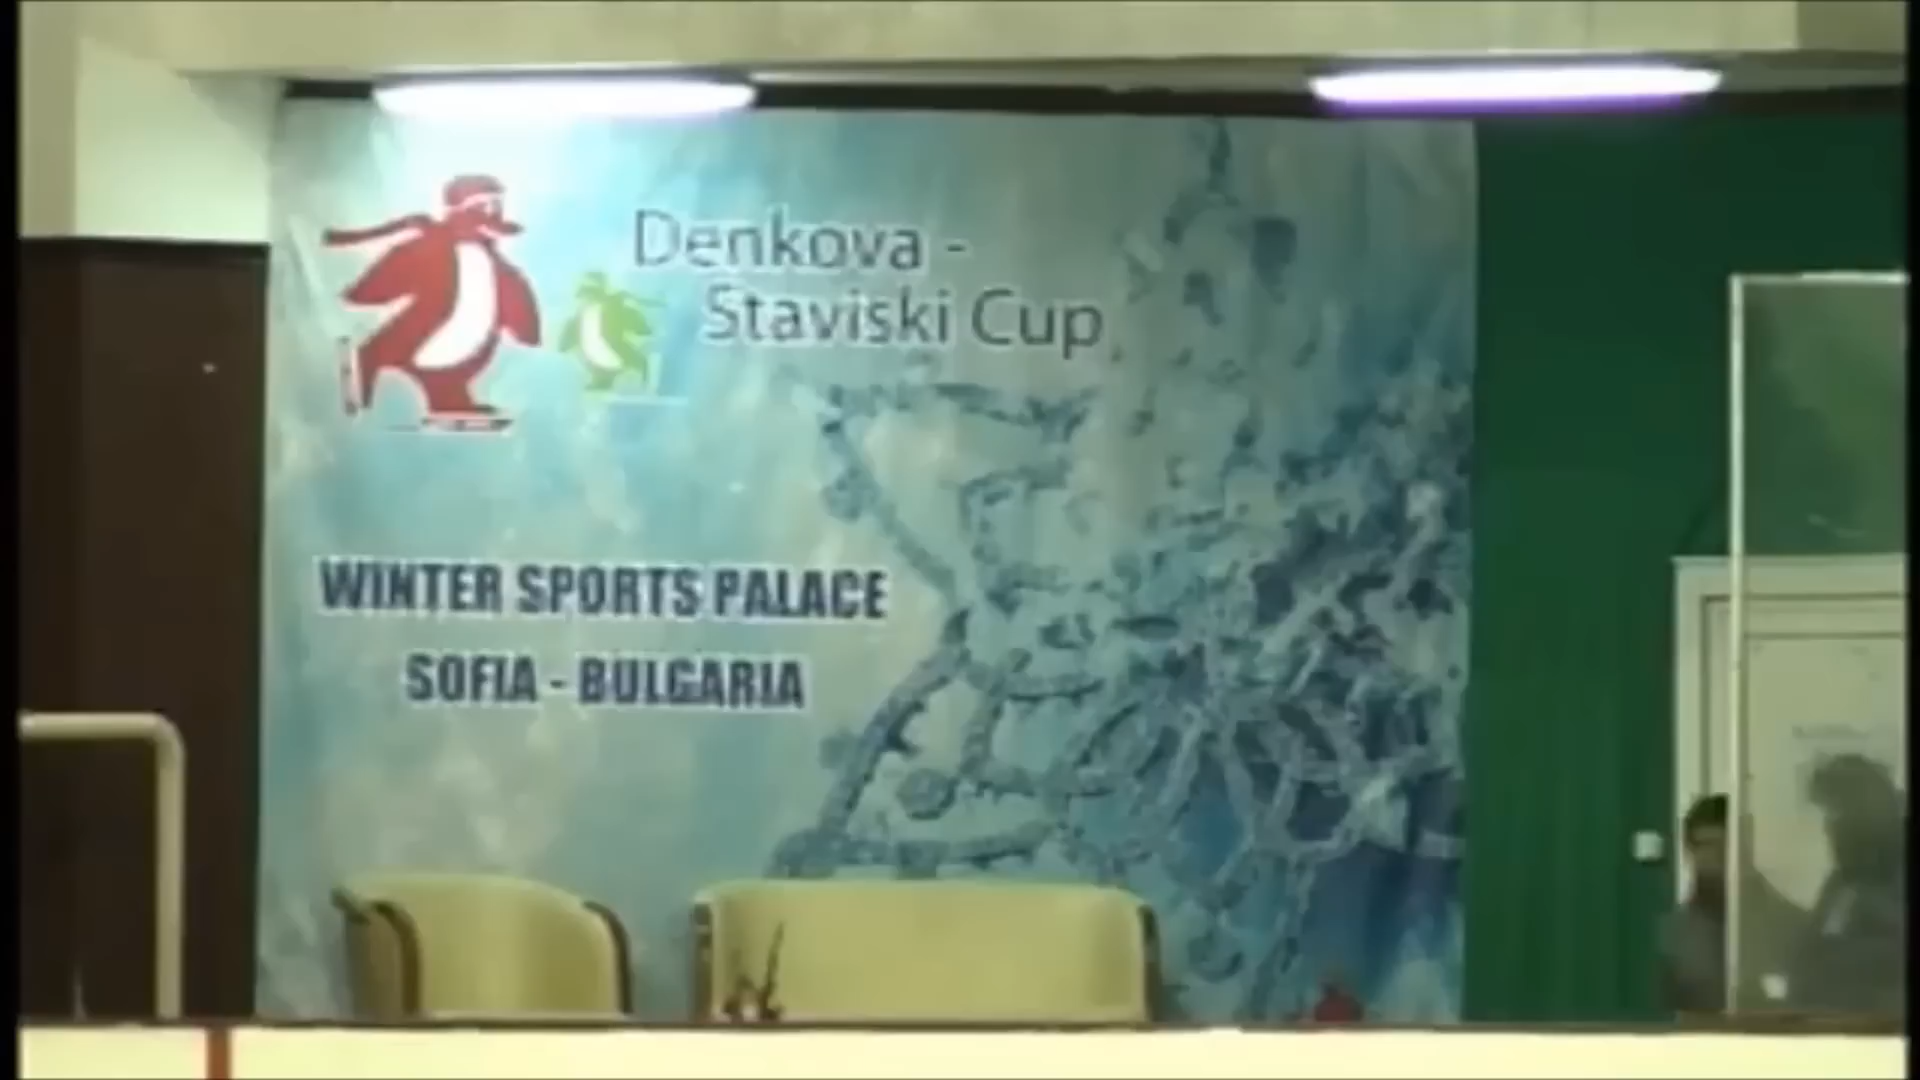 Denkova -
Staviski Cup
WINTER SPORTS PALACE
SOFIA - BULGARIA